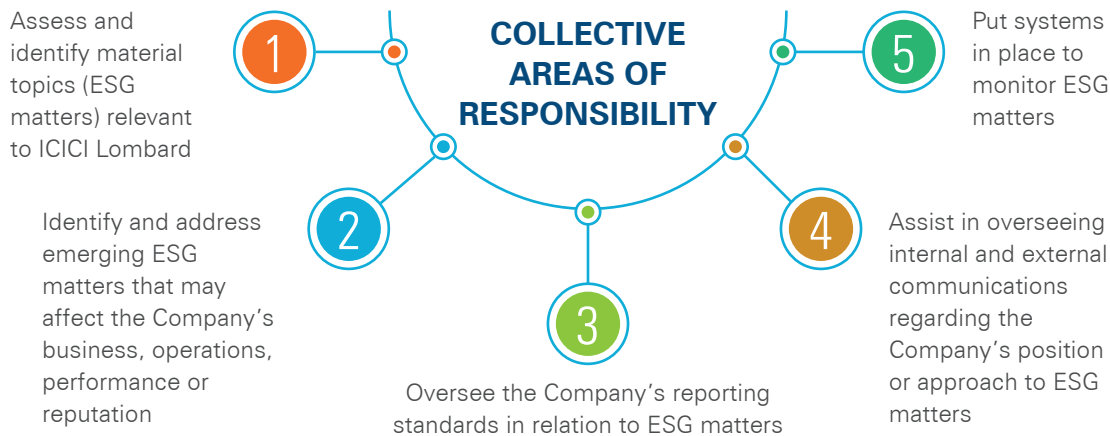 COLLECTIVE
AREAS OF
RESPONSIBILITY
1
Assess and
identify material
topics (ESG
matters) relevant
to ICICI Lombard
2
Identify and address
emerging ESG
matters that may
affect the Company’s
business, operations,
performance or
reputation
3
Oversee the Company’s reporting
standards in relation to ESG matters
4
Assist in overseeing
internal and external
communications
regarding the
Company’s position
or approach to ESG
matters
5
Put systems
in place to
monitor ESG
matters